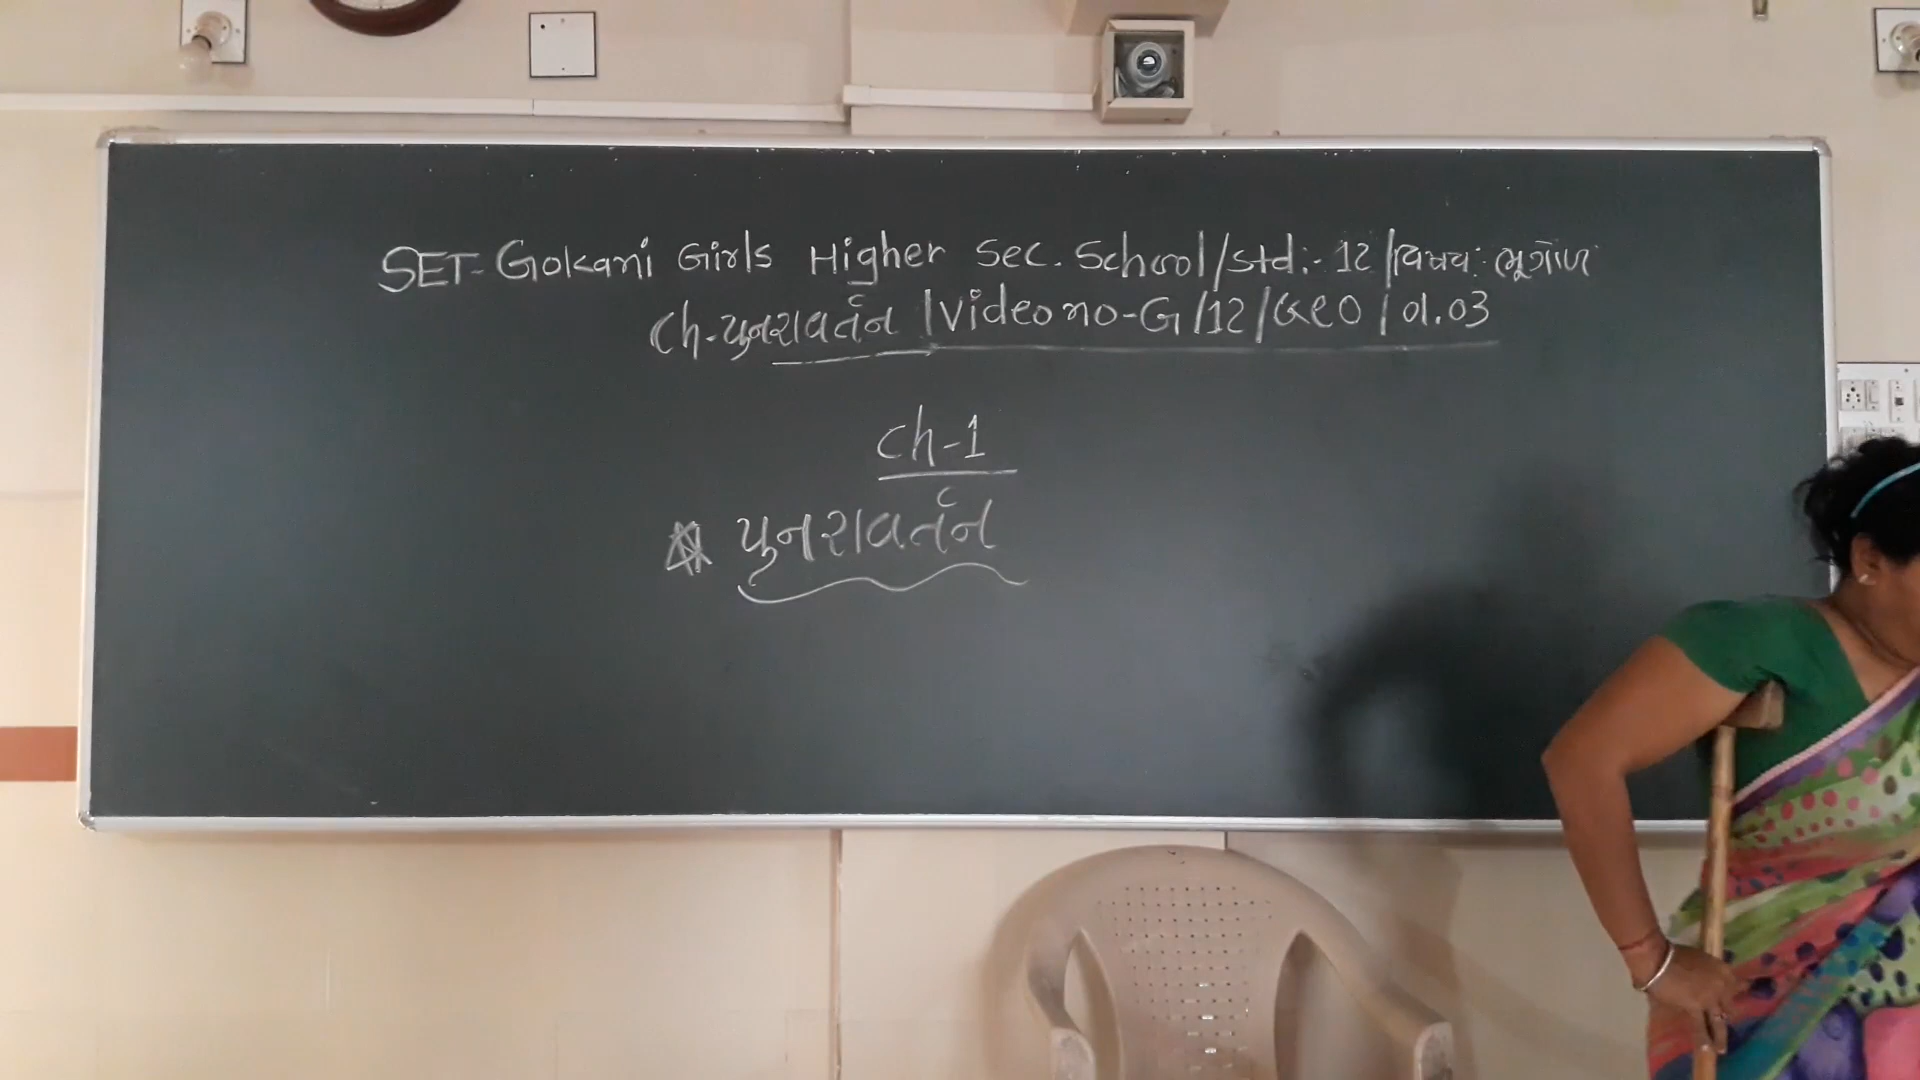 SET-Gokani Girls Higher Sec. School/std:-12/વિષય: ભૂગોળ
Ch-પુનરાવર્તન /Video no-G/12/GEO/01.03
Ch-1
પુનરાવર્તન